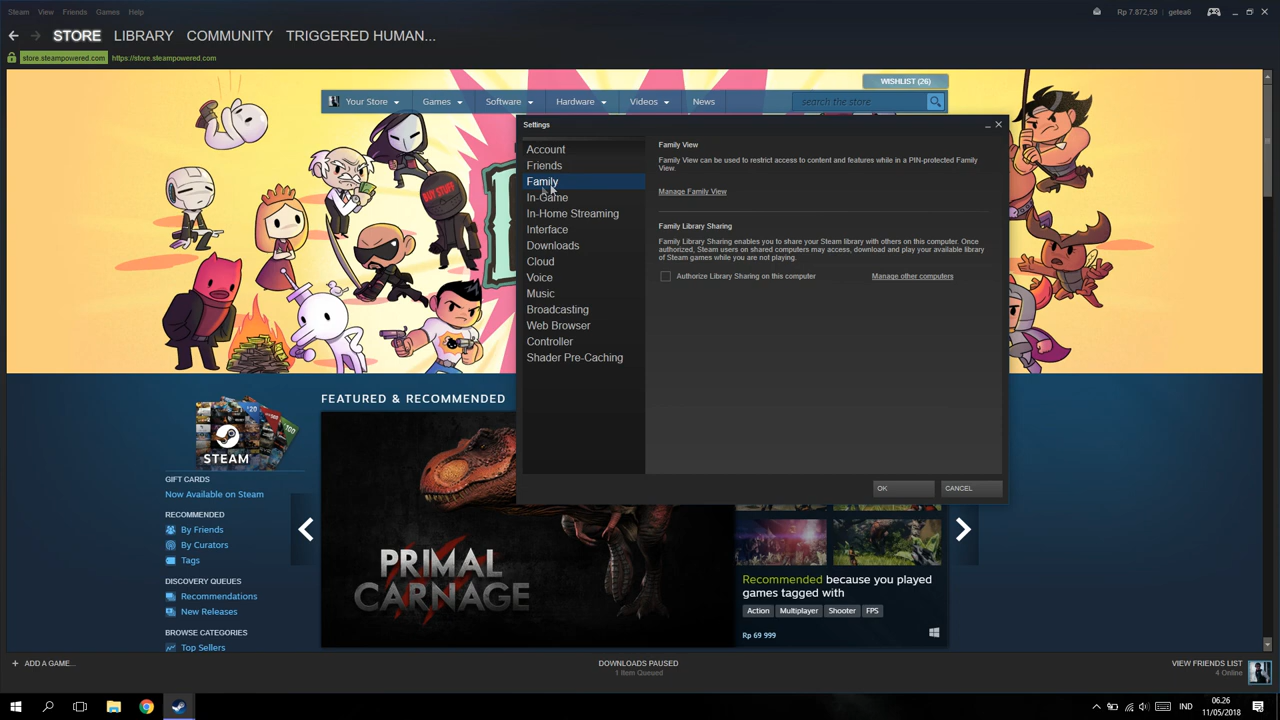 Steam View Friends Games Help
Rp 7.872,59 gelea6
STORE LIBRARY COMMUNITY TRIGGERED HUMAN...
store.steampowered.com https://store.steampowered.com
WISHLIST (26)
Your Store Games Software Hardware Videos News search the store
BUY STUFF
Settings
Account
Friends
Family
In-Game
In-Home Streaming
Interface
Downloads
Cloud
Voice
Music
Broadcasting
Web Browser
Controller
Shader Pre-Caching
Family View
Family View can be used to restrict access to content and features while in a PIN-protected Family
View.
Manage Family View
Family Library Sharing
Family Library Sharing enables you to share your Steam library with others on this computer. Once
authorized, Steam users on shared computers may access, download and play your available library
of Steam games while you are not playing.
Authorize Library Sharing on this computer Manage other computers
OK CANCEL
STEAM
GIFT CARDS
Now Available on Steam
RECOMMENDED
By Friends
By Curators
Tags
DISCOVERY QUEUES
Recommendations
New Releases
BROWSE CATEGORIES
Top Sellers
FEATURED & RECOMMENDED
PRIMAL
CARNAGE
Recommended because you played
games tagged with
Action Multiplayer Shooter FPS
Rp 69 999
ADD A GAME...
DOWNLOADS PAUSED
1 Item Queued
VIEW FRIENDS LIST
4 Online
IND
06.26
11/05/2018